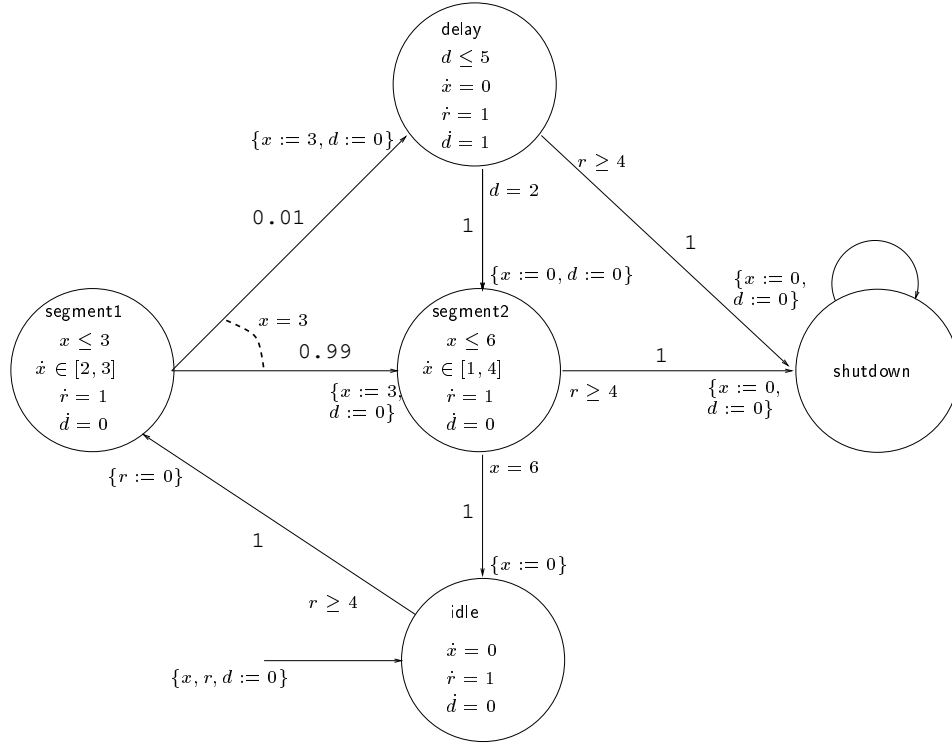 delay
d ≤ 5
ẋ = 0
ṙ = 1
ḋ = 1
{x := 3, d := 0}
r ≥ 4
d = 2
0.01
1
1
{x := 0, d := 0}
{x := 0,
d := 0}
segment1
x ≤ 3
ẋ ∈ [2, 3]
ṙ = 1
ḋ = 0
x = 3
0.99
{x := 3,
d := 0}
segment2
x ≤ 6
ẋ ∈ [1, 4]
ṙ = 1
ḋ = 0
1
r ≥ 4
{x := 0,
d := 0}
shutdown
x = 6
{r := 0}
1
1
{x := 0}
r ≥ 4
idle
ẋ = 0
ṙ = 1
ḋ = 0
{x, r, d := 0}